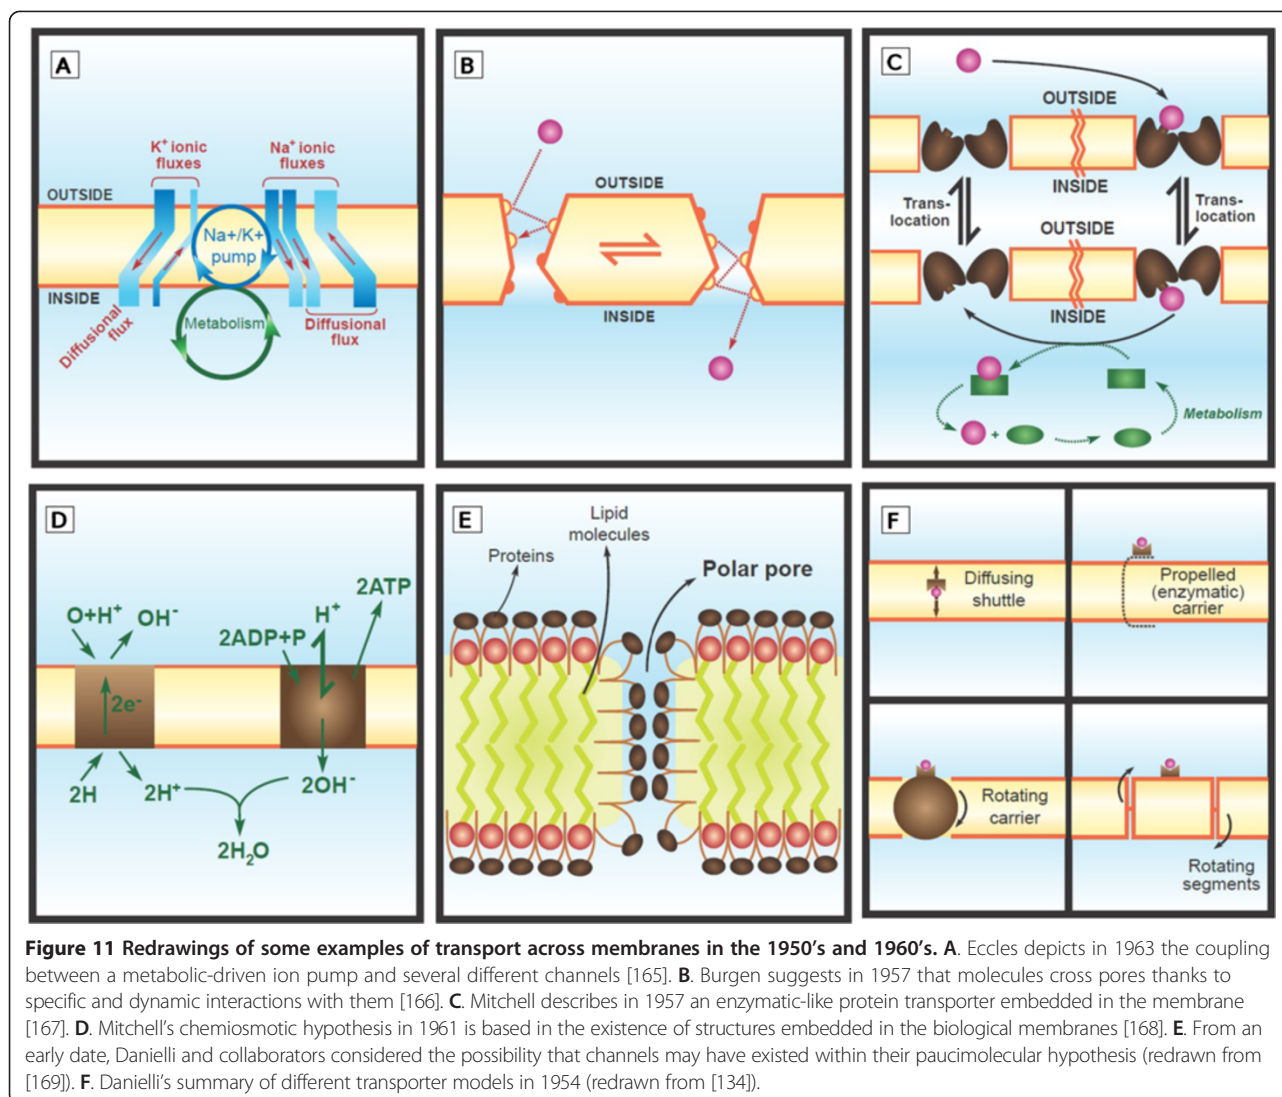 A
K⁺ ionic
fluxes
Na⁺ ionic
fluxes
OUTSIDE
Na+/K+
pump
INSIDE
Metabolism
Diffusional
flux
Diffusional
flux
B
OUTSIDE
INSIDE
C
OUTSIDE
INSIDE
Trans-
location
Trans-
location
OUTSIDE
INSIDE
Metabolism
+
D
O+H⁺
OH⁻
2ADP+P
H⁺
2ATP
2e⁻
2H
2H⁺
2OH⁻
2H₂O
E
Proteins
Lipid
molecules
Polar pore
F
Diffusing
shuttle
Propelled
(enzymatic)
carrier
Rotating
carrier
Rotating
segments
Figure 11 Redrawings of some examples of transport across membranes in the 1950's and 1960's. A. Eccles depicts in 1963 the coupling
between a metabolic-driven ion pump and several different channels [165]. B. Burgen suggests in 1957 that molecules cross pores thanks to
specific and dynamic interactions with them [166]. C. Mitchell describes in 1957 an enzymatic-like protein transporter embedded in the membrane
[167]. D. Mitchell's chemiosmotic hypothesis in 1961 is based in the existence of structures embedded in the biological membranes [168]. E. From an
early date, Danielli and collaborators considered the possibility that channels may have existed within their paucimolecular hypothesis (redrawn from
[169]). F. Danielli's summary of different transporter models in 1954 (redrawn from [134]).